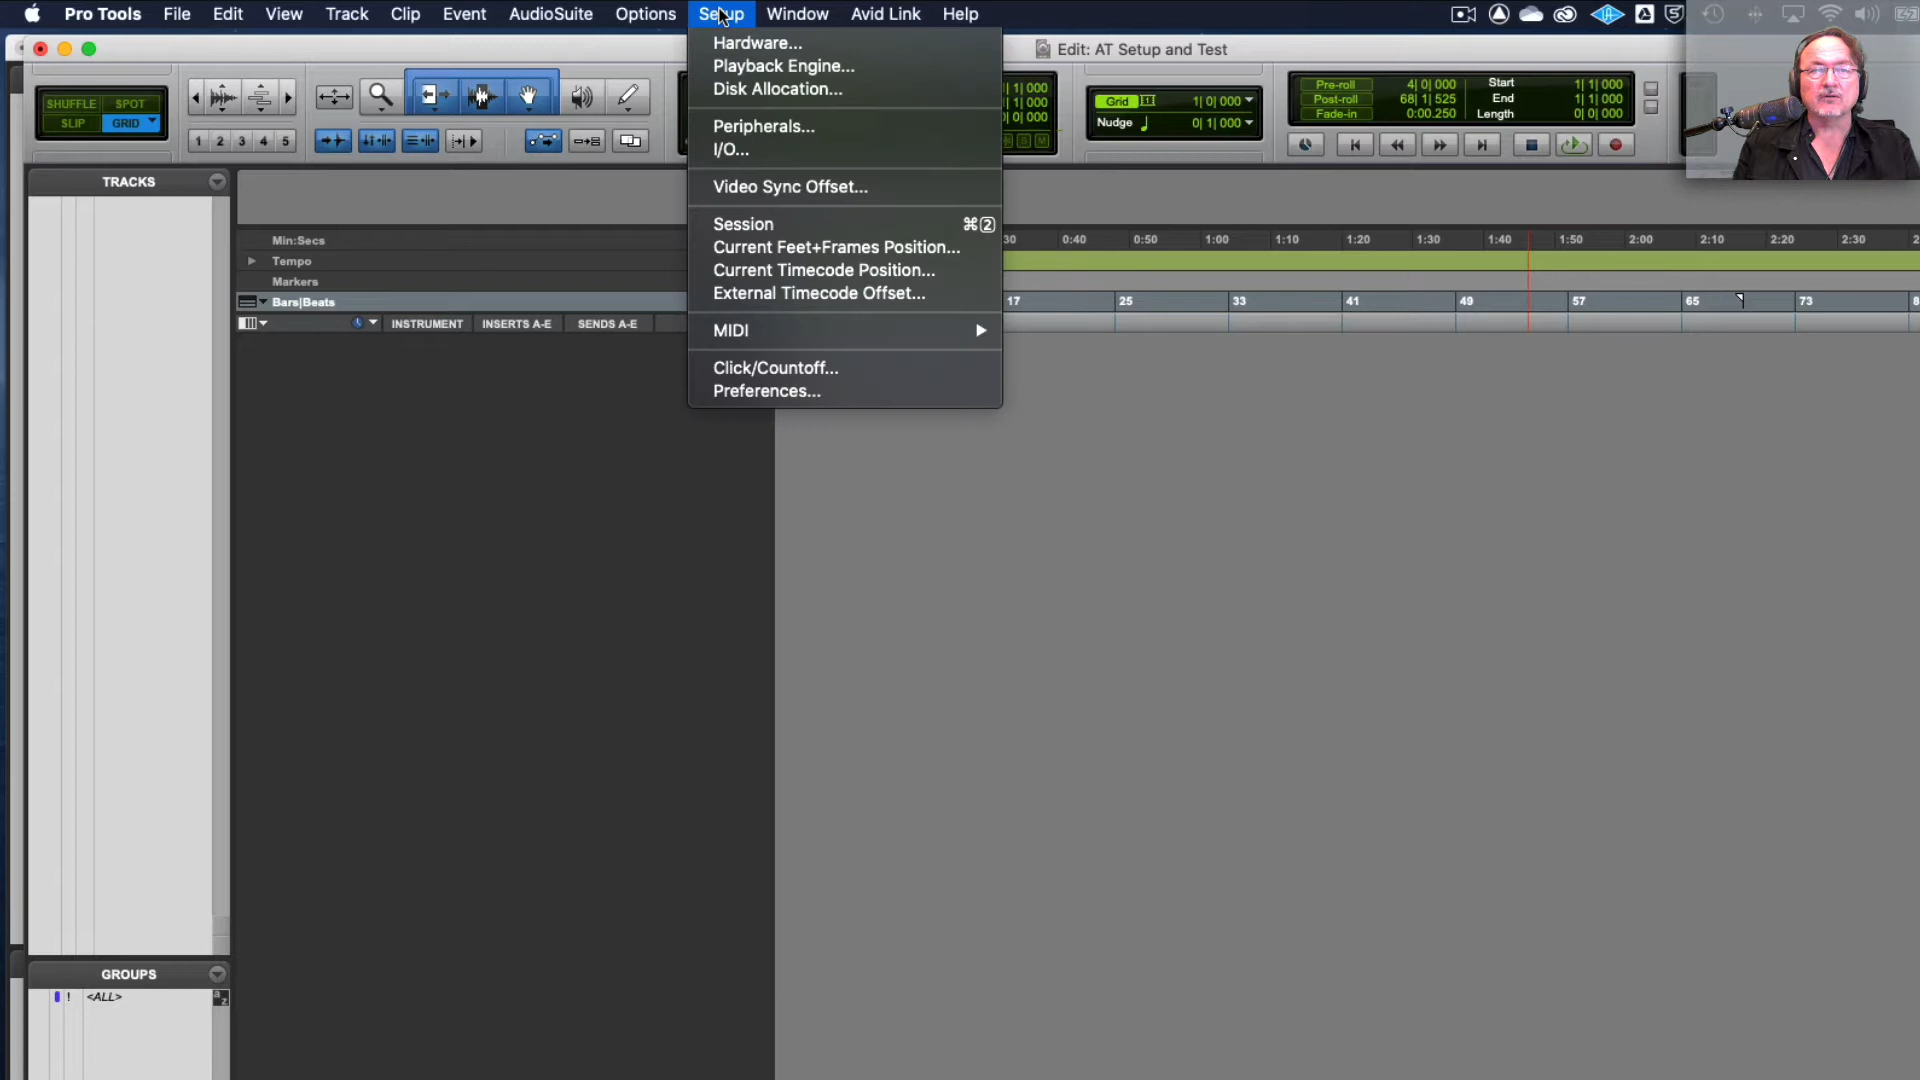 Pro Tools File Edit View Track Clip Event AudioSuite Options Setup Window Avid Link Help
Edit: AT Setup and Test
SHUFFLE SPOT
SLIP GRID
1 2 3 4 5
Hardware...
Playback Engine...
Disk Allocation...
Peripherals...
I/O...
Video Sync Offset...
Session ⌘2
Current Feet+Frames Position...
Current Timecode Position...
External Timecode Offset...
MIDI
Click/Countoff...
Preferences...
1| 000
1| 000
0| 000
Grid 1| 0| 000
Nudge 0| 1| 000
Pre-roll 4| 0| 000 Start 1| 1| 000
Post-roll 68| 1| 525 End 1| 1| 000
Fade-in 0:00.250 Length 0| 0| 000
TRACKS
Min:Secs
30 0:40 0:50 1:00 1:10 1:20 1:30 1:40 1:50 2:00 2:10 2:20 2:30
Tempo
Markers
Bars|Beats
17 25 33 41 49 57 65 73
INSTRUMENT INSERTS A-E SENDS A-E
GROUPS
! <ALL>
a z